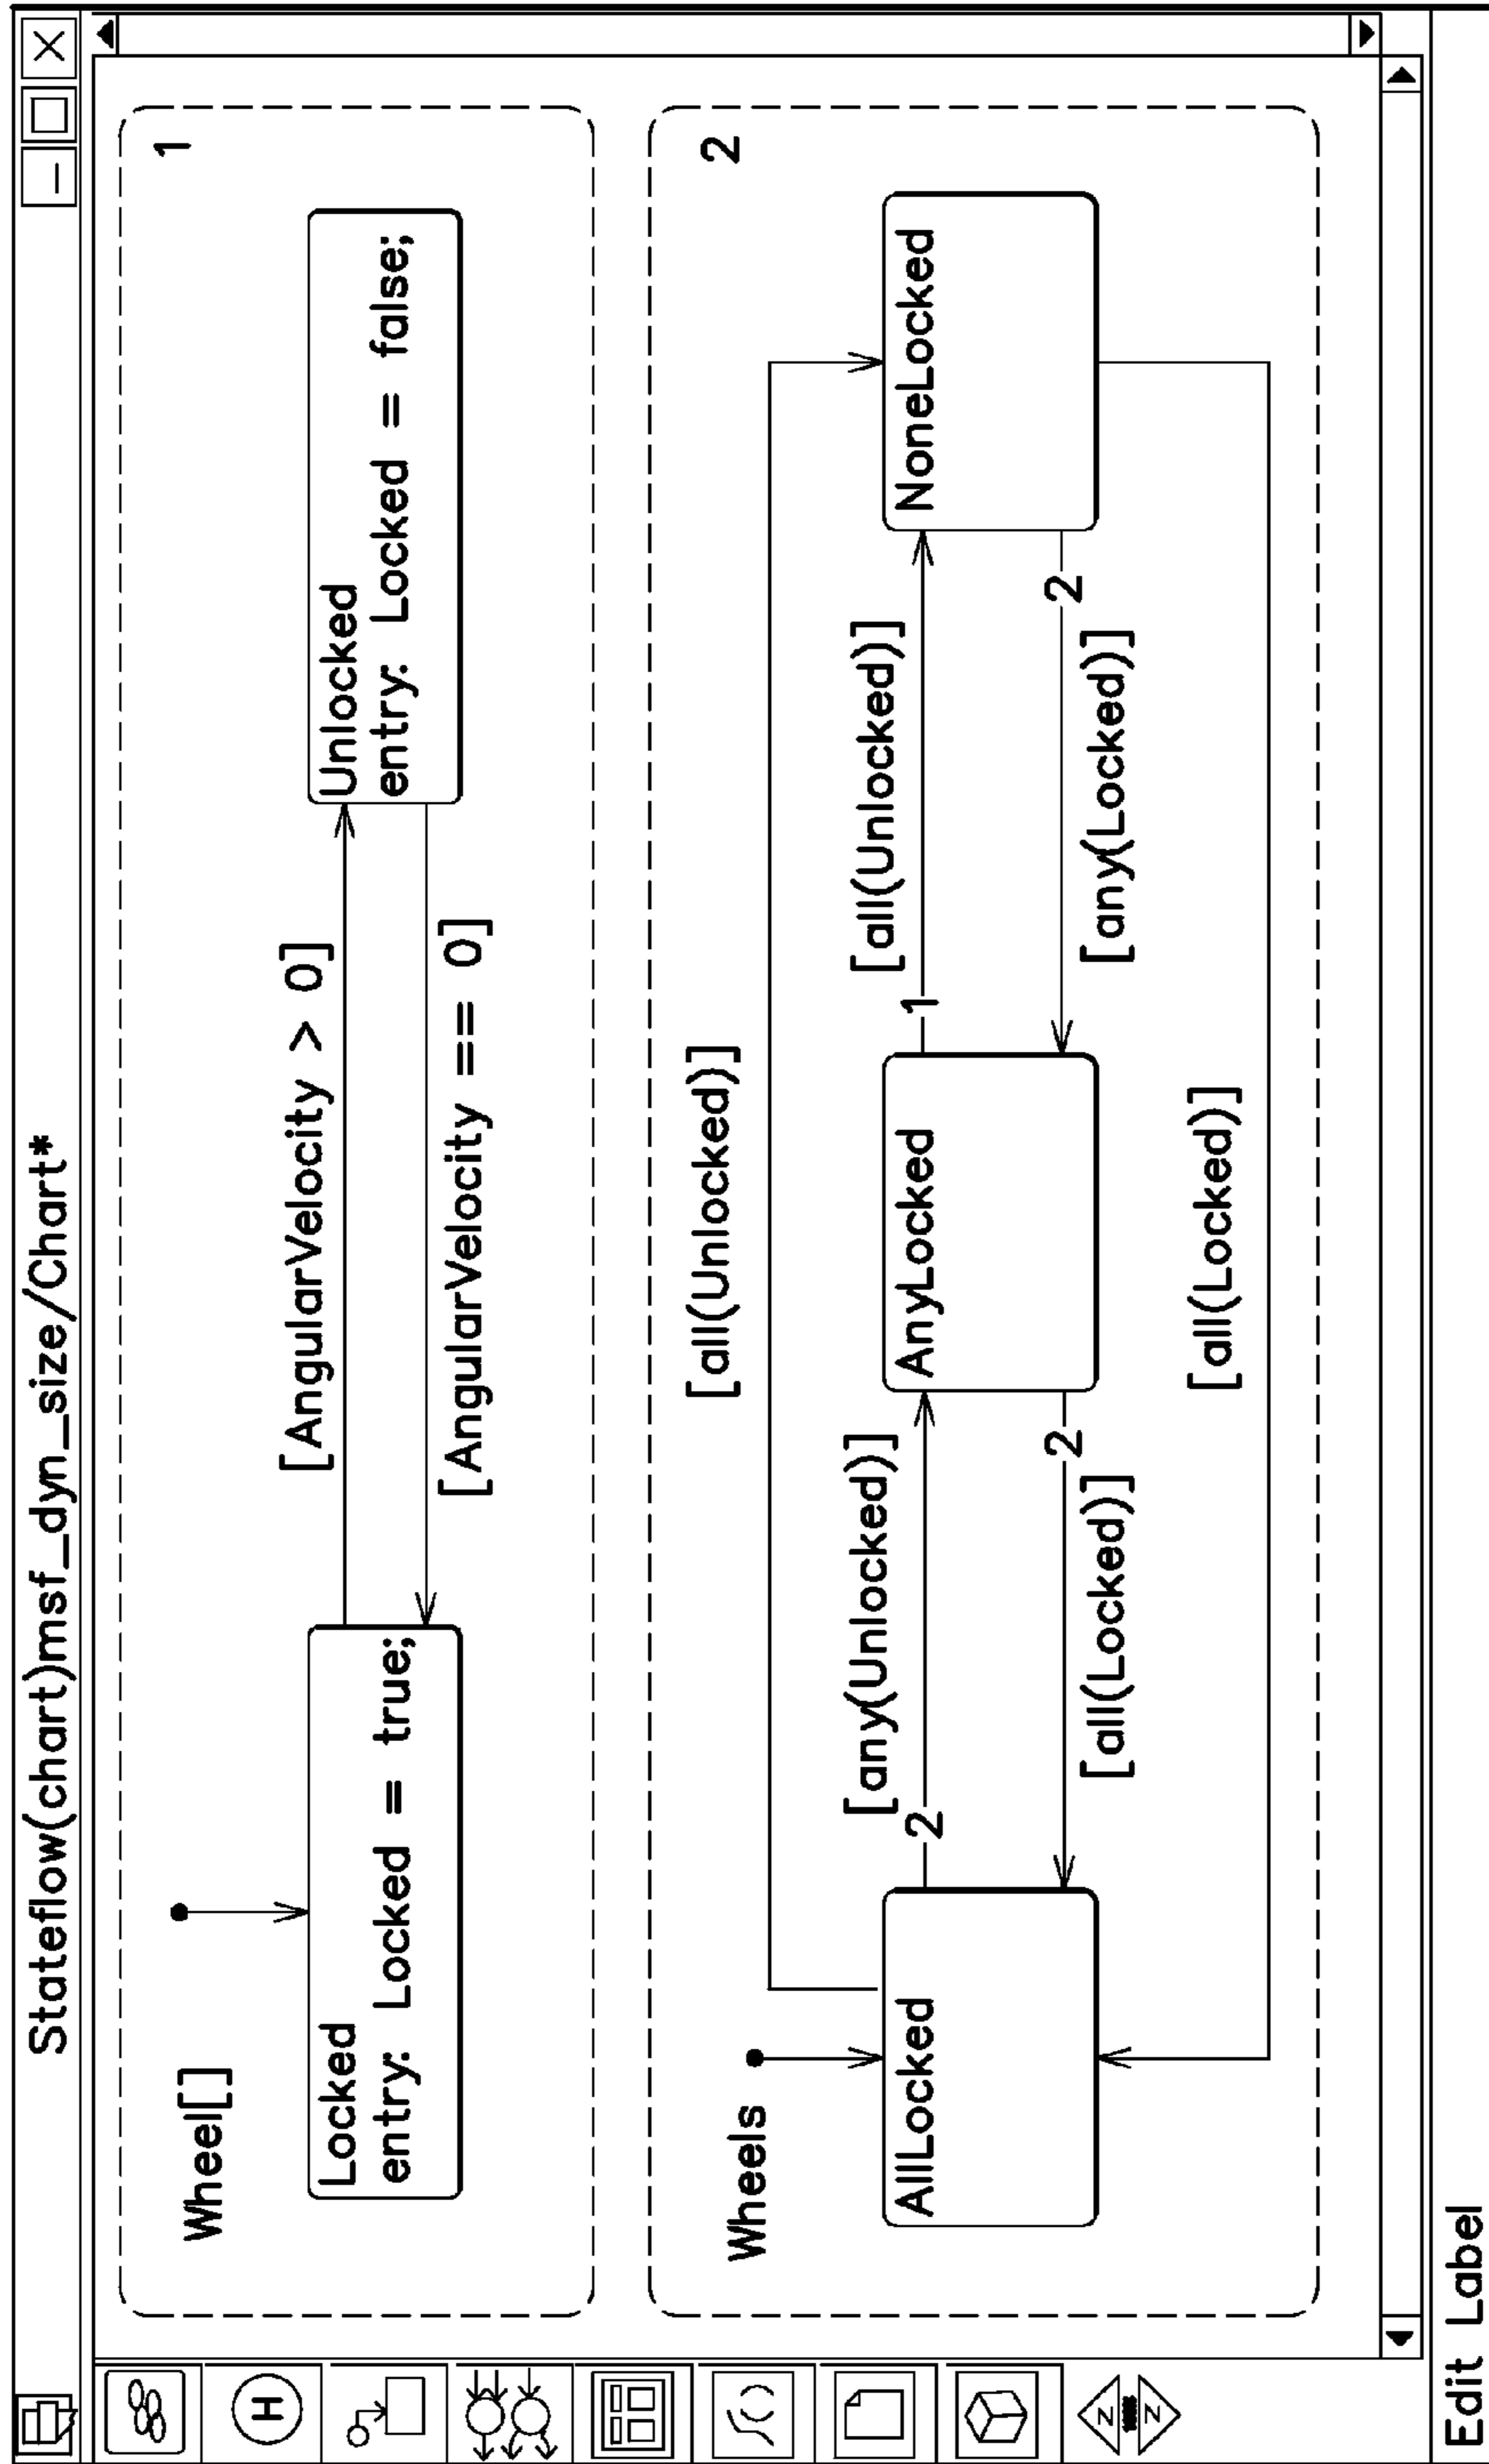 Stateflow(chart)msf_dyn_size/Chart*
H
Wheel[]
1
[AngularVelocity > 0]
Locked
entry: Locked = true;
Unlocked
entry: Locked = false;
[AngularVelocity == 0]
Wheels
2
[all(Unlocked)]
[any(Unlocked)]
2
[all(Unlocked)]
1
AllLocked
AnyLocked
NoneLocked
2
[all(Locked)]
2
[any(Locked)]
[all(Locked)]
Z
Z
Edit Label